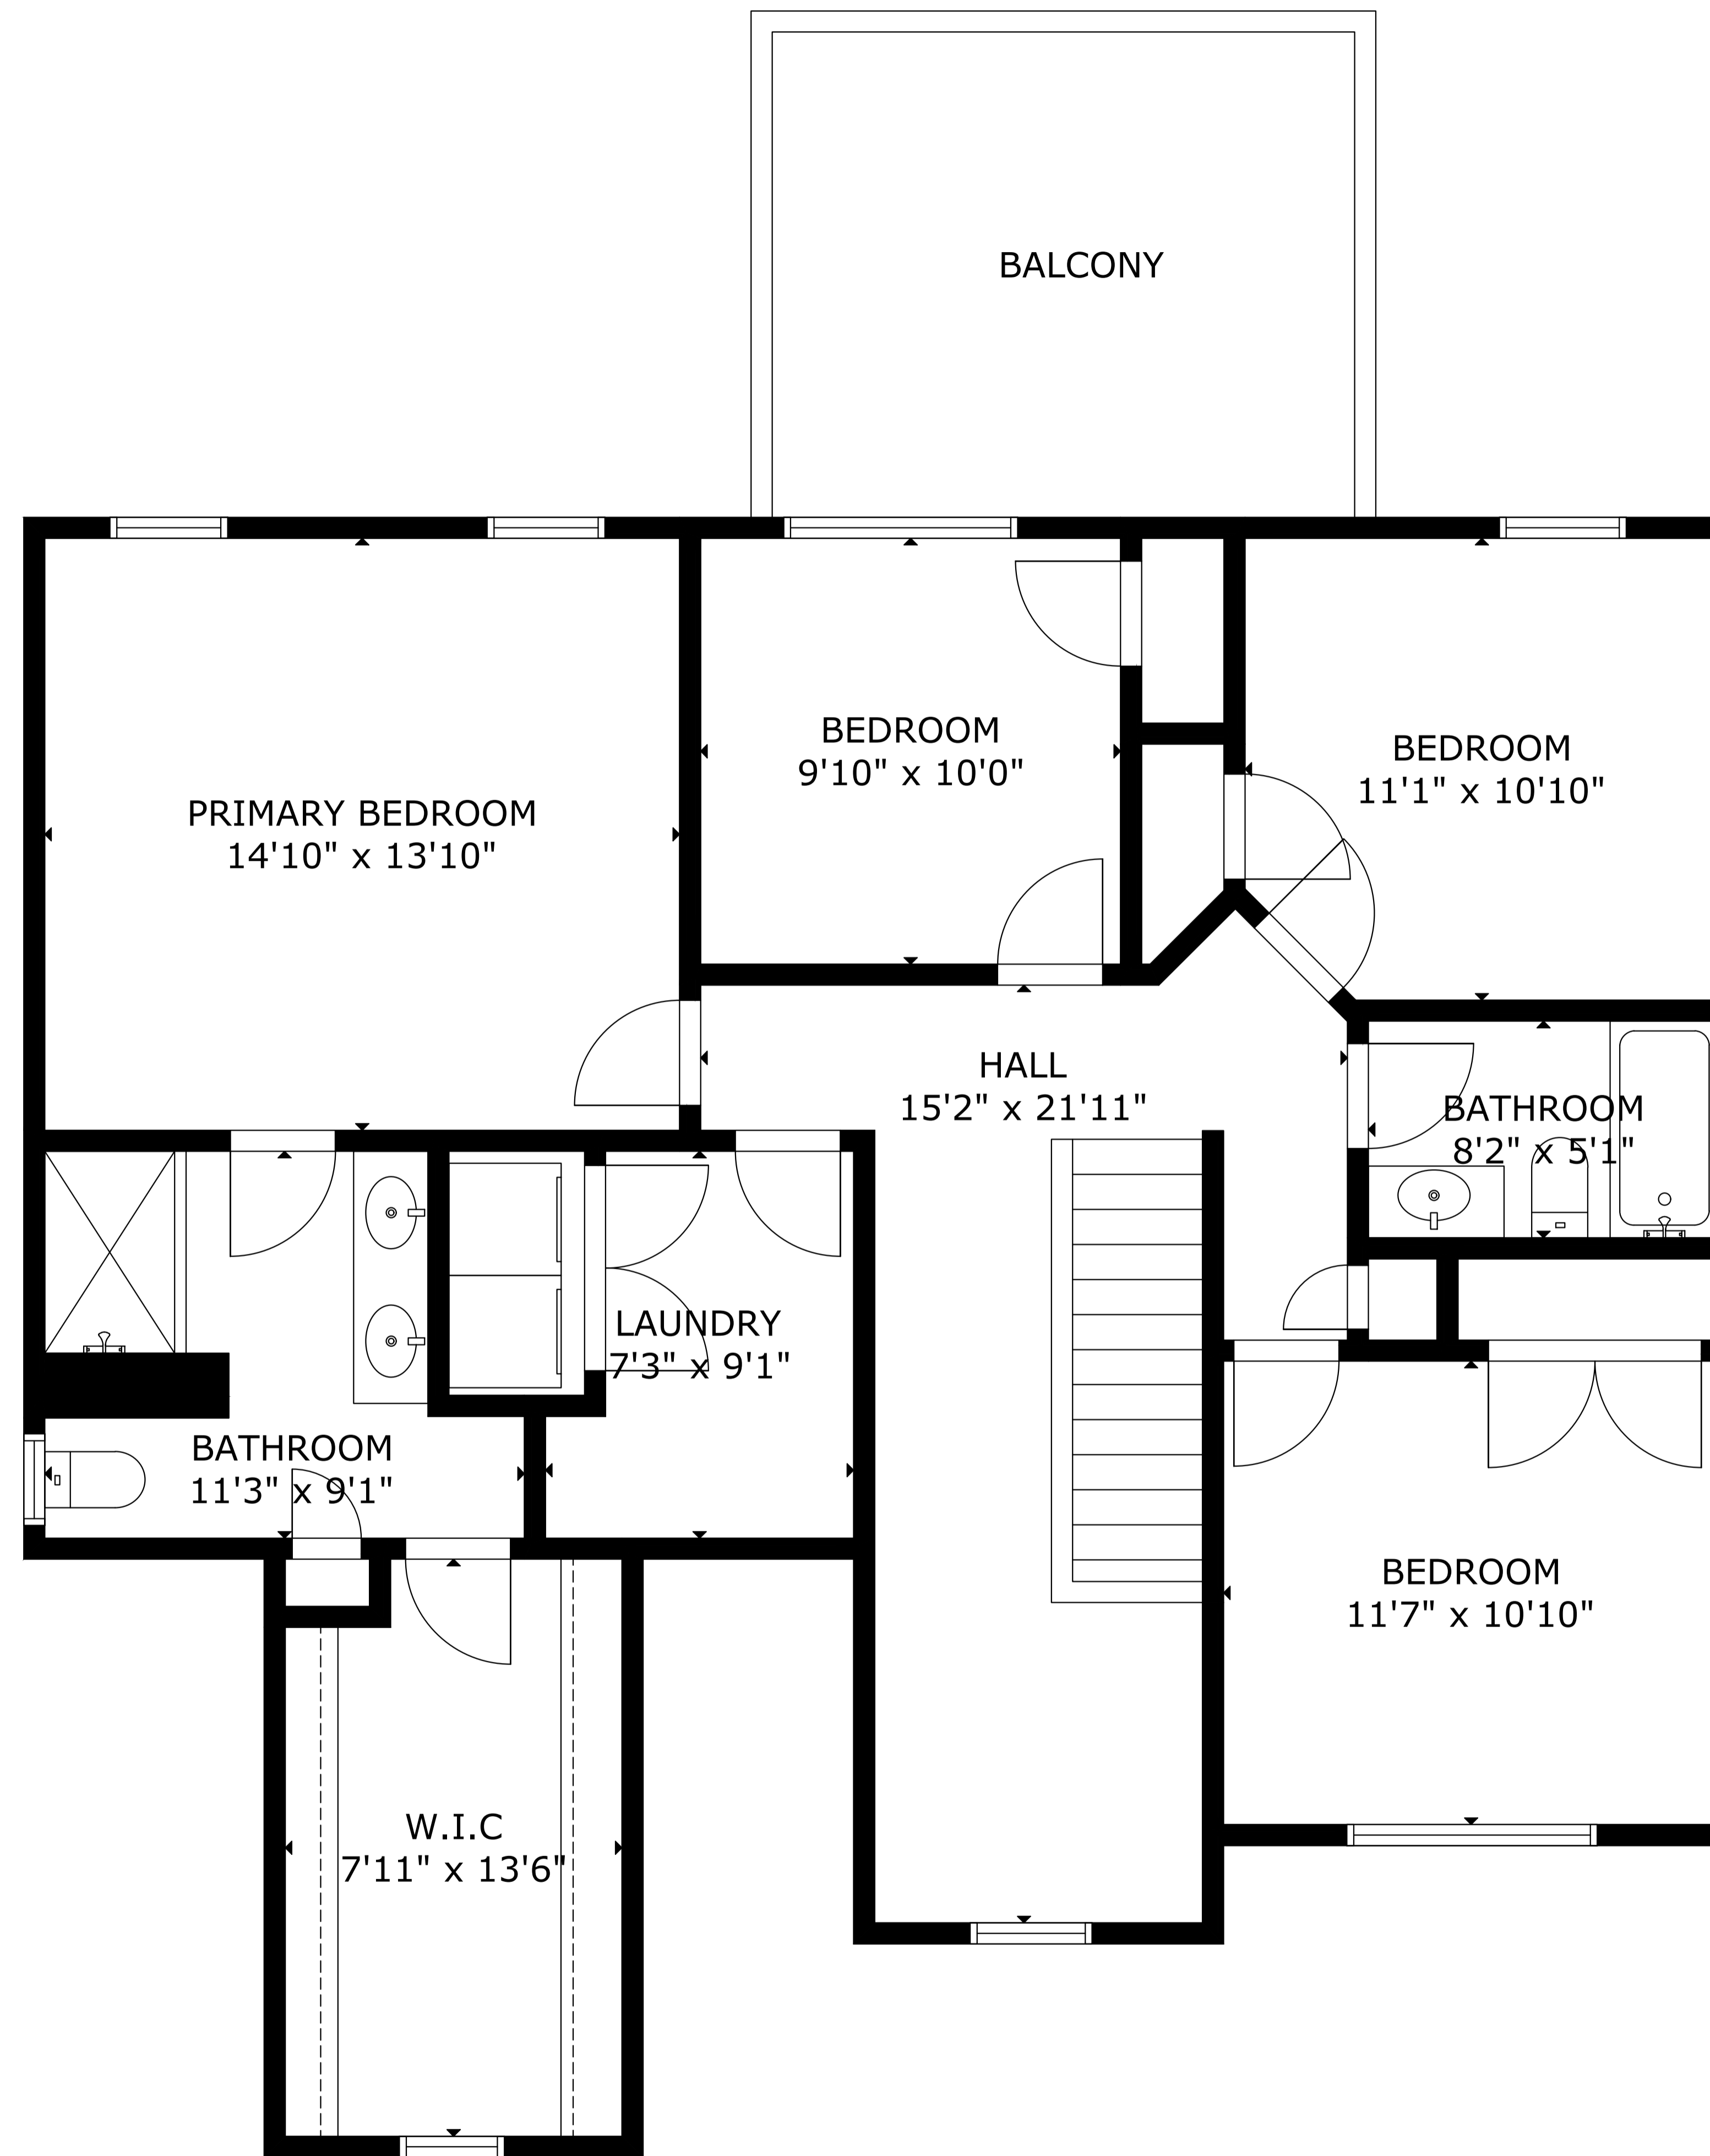 BALCONY
BEDROOM
9'10" x 10'0"
BEDROOM
11'1" x 10'10"
PRIMARY BEDROOM
14'10" x 13'10"
HALL
15'2" x 21'11"
BATHROOM
8'2" x 5'1"
LAUNDRY
7'3" x 9'1"
BATHROOM
11'3" x 9'1"
BEDROOM
11'7" x 10'10"
W.I.C
7'11" x 13'6"